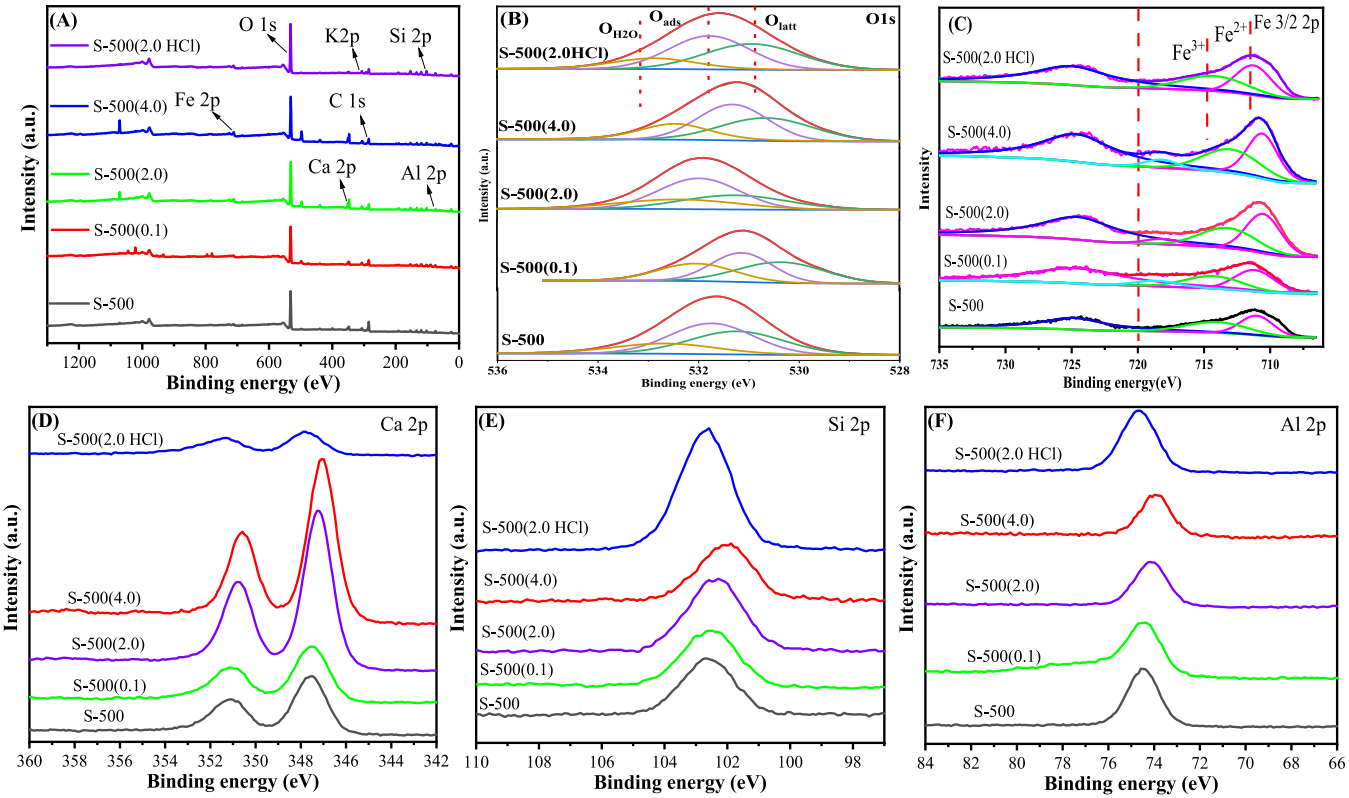 (A)
O 1s
K2p
Si 2p
S-500(2.0 HCl)
Fe 2p
C 1s
S-500(4.0)
Ca 2p
Al 2p
S-500(2.0)
S-500(0.1)
S-500
Intensity (a.u.)
1200 1000 800 600 400 200 0
Binding energy (eV)
(B)
O1s
OH2O
Oads
Olatt
S-500(2.0HCl)
S-500(4.0)
S-500(2.0)
S-500(0.1)
S-500
Intensity (a.u.)
536 534 532 530 528
Binding energy (eV)
(C)
Fe 3/2 2p
Fe3+
Fe2+
S-500(2.0 HCl)
S-500(4.0)
S-500(2.0)
S-500(0.1)
S-500
Intensity
735 730 725 720 715 710
Binding energy(eV)
(D)
Ca 2p
S-500(2.0 HCl)
S-500(4.0)
S-500(2.0)
S-500(0.1)
S-500
Intensity (a.u.)
360 358 356 354 352 350 348 346 344 342
Binding energy (eV)
(E)
Si 2p
S-500(2.0 HCl)
S-500(4.0)
S-500(2.0)
S-500(0.1)
S-500
Intensity (a.u.)
110 108 106 104 102 100 98
Binding energy (eV)
(F)
Al 2p
S-500(2.0 HCl)
S-500(4.0)
S-500(2.0)
S-500(0.1)
S-500
Intensity (a.u.)
84 82 80 78 76 74 72 70 68 66
Binding energy (eV)